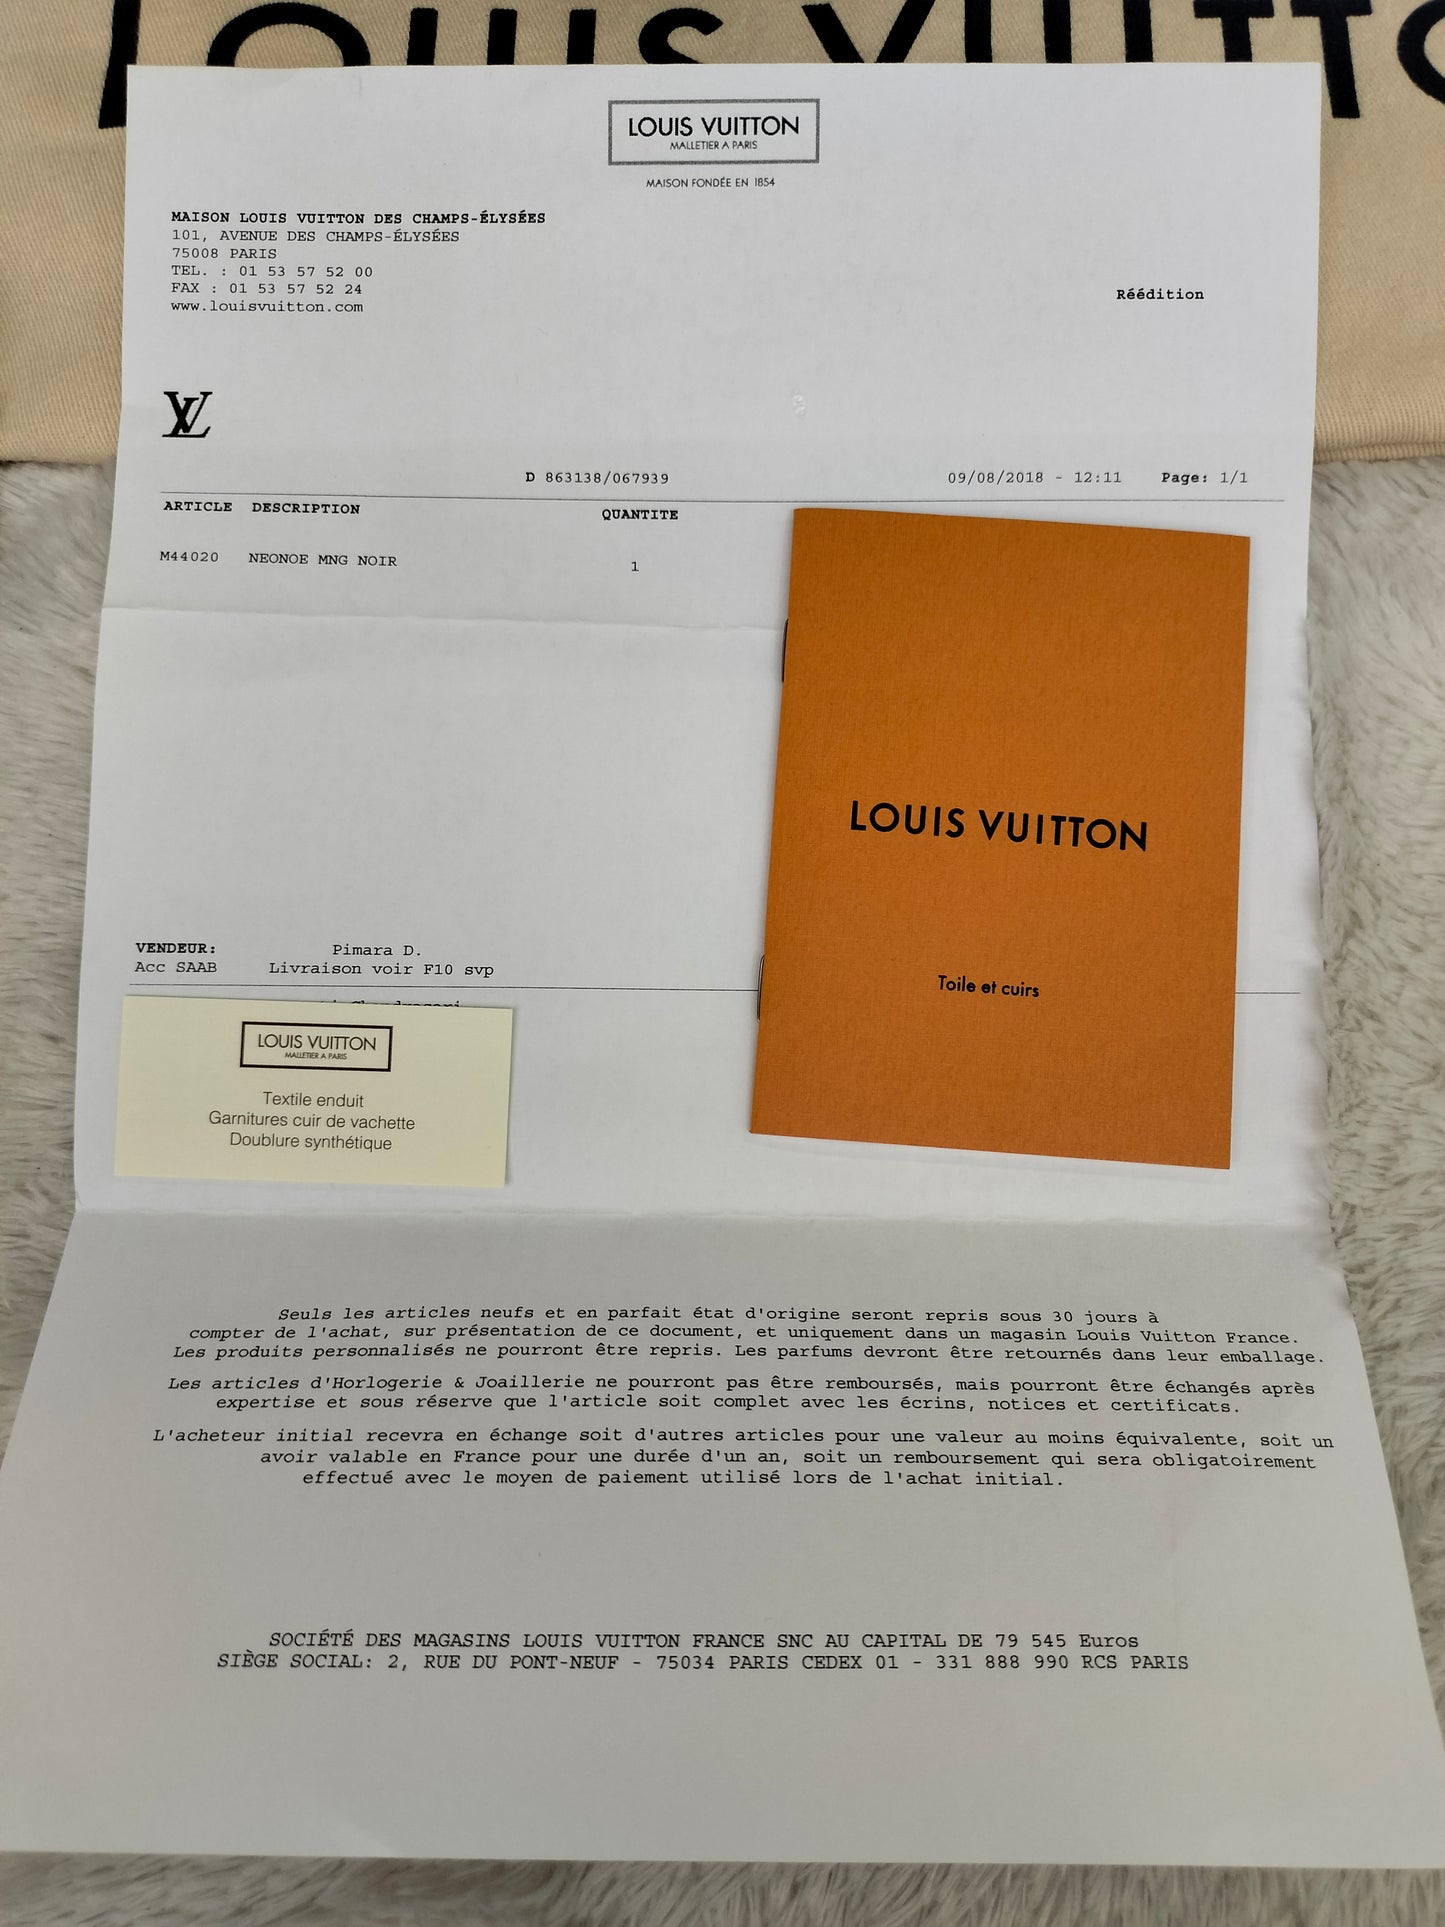 LOUIS VUITTON
LOUIS VUITTON
MALLETIER A PARIS
MAISON FONDÉE EN 1854
MAISON LOUIS VUITTON DES CHAMPS-ÉLYSÉES
101, AVENUE DES CHAMPS-ÉLYSÉES
75008 PARIS
TEL. : 01 53 57 52 00
FAX : 01 53 57 52 24
www.louisvuitton.com
Réédition
LV
D 863138/067939 09/08/2018 - 12:11 Page: 1/1
ARTICLE DESCRIPTION QUANTITE
M44020 NEONOE MNG NOIR 1
LOUIS VUITTON
Toile et cuirs
VENDEUR: Pimara D.
Acc SAAB Livraison voir F10 svp
LOUIS VUITTON
MALLETIER A PARIS
Textile enduit
Garnitures cuir de vachette
Doublure synthétique
Seuls les articles neufs et en parfait état d'origine seront repris sous 30 jours à
compter de l'achat, sur présentation de ce document, et uniquement dans un magasin Louis Vuitton France.
Les produits personnalisés ne pourront être repris. Les parfums devront être retournés dans leur emballage.
Les articles d'Horlogerie & Joaillerie ne pourront pas être remboursés, mais pourront être échangés après
expertise et sous réserve que l'article soit complet avec les écrins, notices et certificats.
L'acheteur initial recevra en échange soit d'autres articles pour une valeur au moins équivalente, soit un
avoir valable en France pour une durée d'un an, soit un remboursement qui sera obligatoirement
effectué avec le moyen de paiement utilisé lors de l'achat initial.
SOCIÉTÉ DES MAGASINS LOUIS VUITTON FRANCE SNC AU CAPITAL DE 79 545 Euros
SIÈGE SOCIAL: 2, RUE DU PONT-NEUF - 75034 PARIS CEDEX 01 - 331 888 990 RCS PARIS